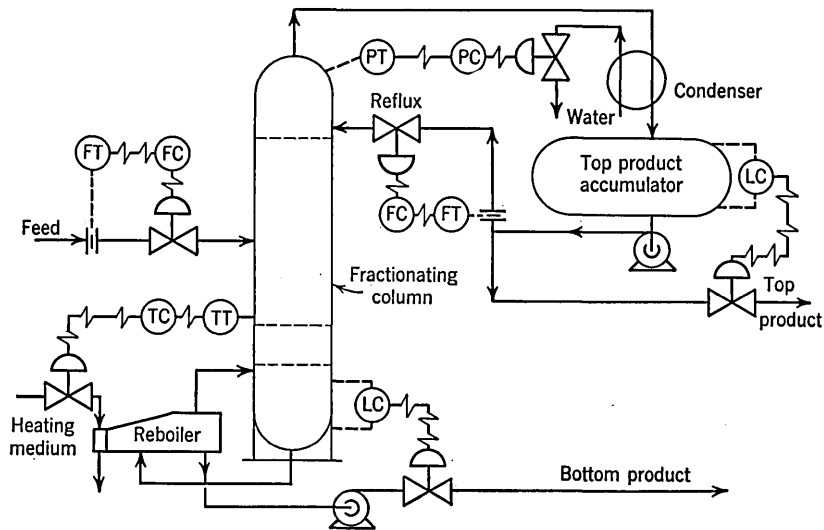 PT
PC
Condenser
Water
Reflux
FT
FC
Top product
accumulator
LC
FC
FT
Feed
Fractionating
column
Top
product
TC
TT
LC
Heating
medium
Reboiler
Bottom product